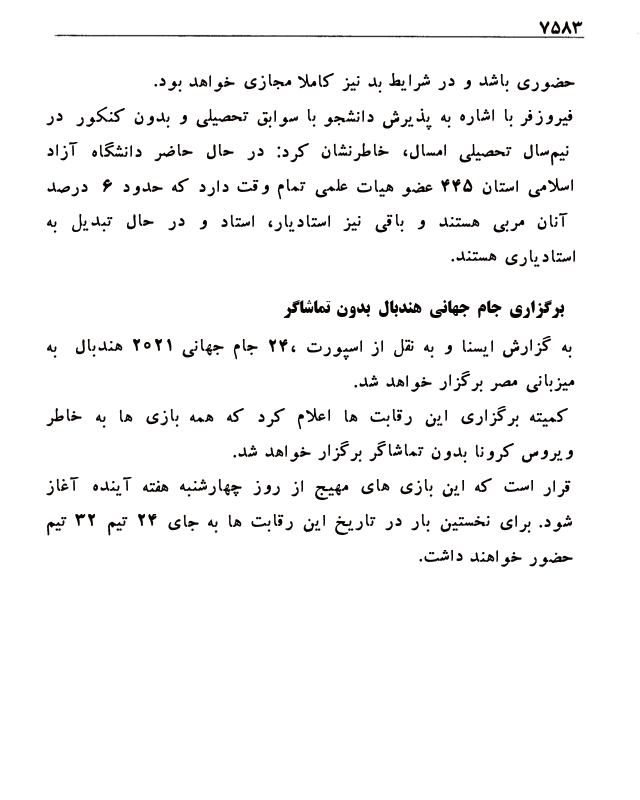 ۷۵۸۳
حضوری باشد و در شرایط بد نیز کاملا مجازی خواهد بود.
فیروزفر با اشاره به پذیرش دانشجو با سوابق تحصیلی و بدون کنکور در
نیم‌سال تحصیلی امسال، خاطرنشان کرد: در حال حاضر دانشگاه آزاد
اسلامی استان ۴۴۵ عضو هیات علمی تمام وقت دارد که حدود ۶ درصد
آنان مربی هستند و باقی نیز استادیار، استاد و در حال تبدیل به
استادیاری هستند.
برگزاری جام جهانی هندبال بدون تماشاگر
به گزارش ایسنا و به نقل از اسپورت ،۲۴ جام جهانی ۲۰۲۱ هندبال به
میزبانی مصر برگزار خواهد شد.
کمیته برگزاری این رقابت ها اعلام کرد که همه بازی ها به خاطر
ویروس کرونا بدون تماشاگر برگزار خواهد شد.
قرار است که این بازی های مهیج از روز چهارشنبه هفته آینده آغاز
شود. برای نخستین بار در تاریخ این رقابت ها به جای ۲۴ تیم ۳۲ تیم
حضور خواهند داشت.